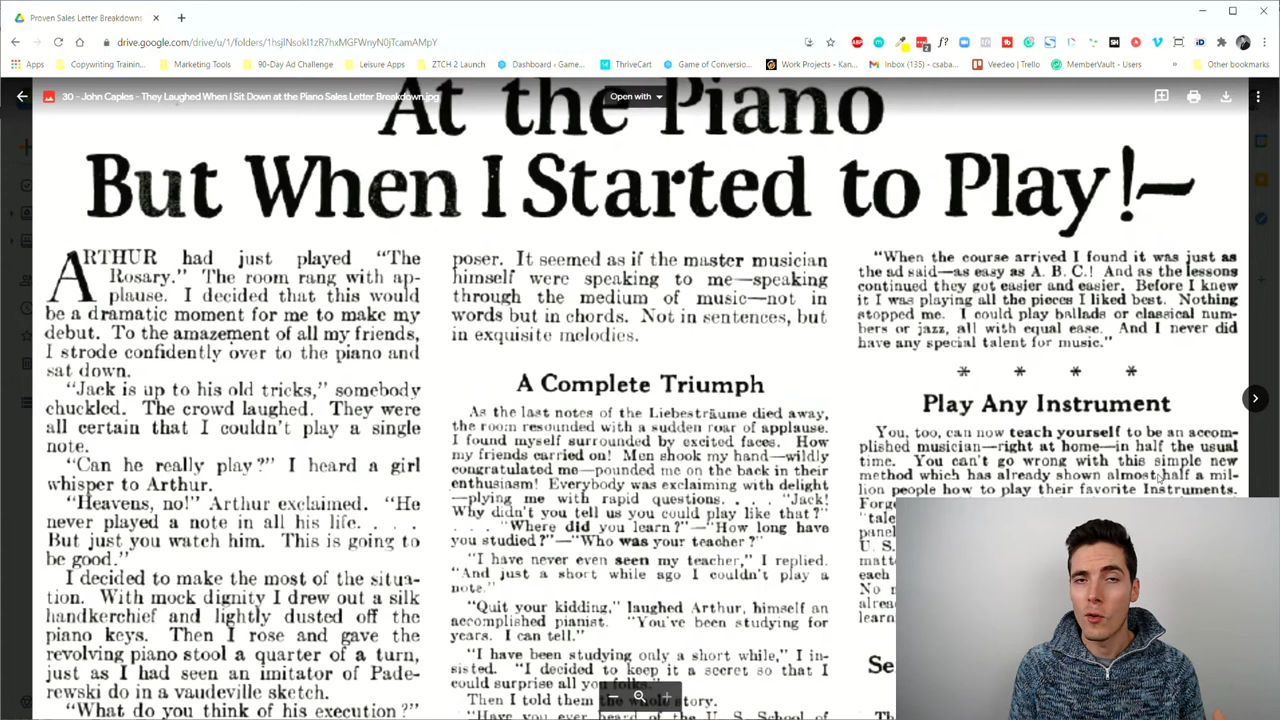 Proven Sales Letter Breakdowns
drive.google.com/drive/u/1/folders/1hsjlNsokI1zR7hxMGFWnyN0jTcamAMpY
Apps
Copywriting Training...
Marketing Tools
90-Day Ad Challenge
Leisure Apps
ZTCH 2 Launch
Dashboard ‹ Game...
ThriveCart
Game of Conversio...
Work Projects - Kan...
Inbox (135) - csaba...
Veedeo | Trello
MemberVault - Users
»
Other bookmarks
30 - John Caples - They Laughed When I Sit Down at the Piano Sales Letter Breakdown.jpg
Open with
At the Piano
But When I Started to Play!~
ARTHUR had just played “The
Rosary.” The room rang with ap-
plause. I decided that this would
be a dramatic moment for me to make my
debut. To the amazement of all my friends,
I strode confidently over to the piano and
sat down.
“Jack is up to his old tricks,” somebody
chuckled. The crowd laughed. They were
all certain that I couldn’t play a single
note.
“Can he really play?” I heard a girl
whisper to Arthur.
“Heavens, no!” Arthur exclaimed. “He
never played a note in all his life. . . .
But just you watch him. This is going to
be good.”
I decided to make the most of the situa-
tion. With mock dignity I drew out a silk
handkerchief and lightly dusted off the
piano keys. Then I rose and gave the
revolving piano stool a quarter of a turn,
just as I had seen an imitator of Pade-
rewski do in a vaudeville sketch.
“What do you think of his execution?”
poser. It seemed as if the master musician
himself were speaking to me—speaking
through the medium of music—not in
words but in chords. Not in sentences, but
in exquisite melodies.
A Complete Triumph
As the last notes of the Liebesträume died away,
the room resounded with a sudden roar of applause.
I found myself surrounded by excited faces. How
my friends carried on! Men shook my hand—wildly
congratulated me—pounded me on the back in their
enthusiasm! Everybody was exclaiming with delight
—plying me with rapid questions. . . . “Jack!
Why didn’t you tell us you could play like that?”
. . . “Where did you learn?”—“How long have
you studied?”—“Who was your teacher?”
“I have never even seen my teacher,” I replied.
“And just a short while ago I couldn’t play a
note.”
“Quit your kidding,” laughed Arthur, himself an
accomplished pianist. “You’ve been studying for
years. I can tell.”
“I have been studying only a short while,” I in-
sisted. “I decided to keep it a secret so that I
could surprise all you folks.”
Then I told them the whole story.
“Have you ever heard of the U. S. School of
“When the course arrived I found it was just as
the ad said—as easy as A. B. C.! And as the lessons
continued they got easier and easier. Before I knew
it I was playing all the pieces I liked best. Nothing
stopped me. I could play ballads or classical num-
bers or jazz, all with equal ease. And I never did
have any special talent for music.”
* * * *
Play Any Instrument
You, too, can now teach yourself to be an accom-
plished musician—right at home—in half the usual
time. You can’t go wrong with this simple new
method which has already shown almost half a mil-
lion people how to play their favorite instruments.
Forge
“tale
panel
U. S.
matt
each
No n
alrea
learn
Se
Th